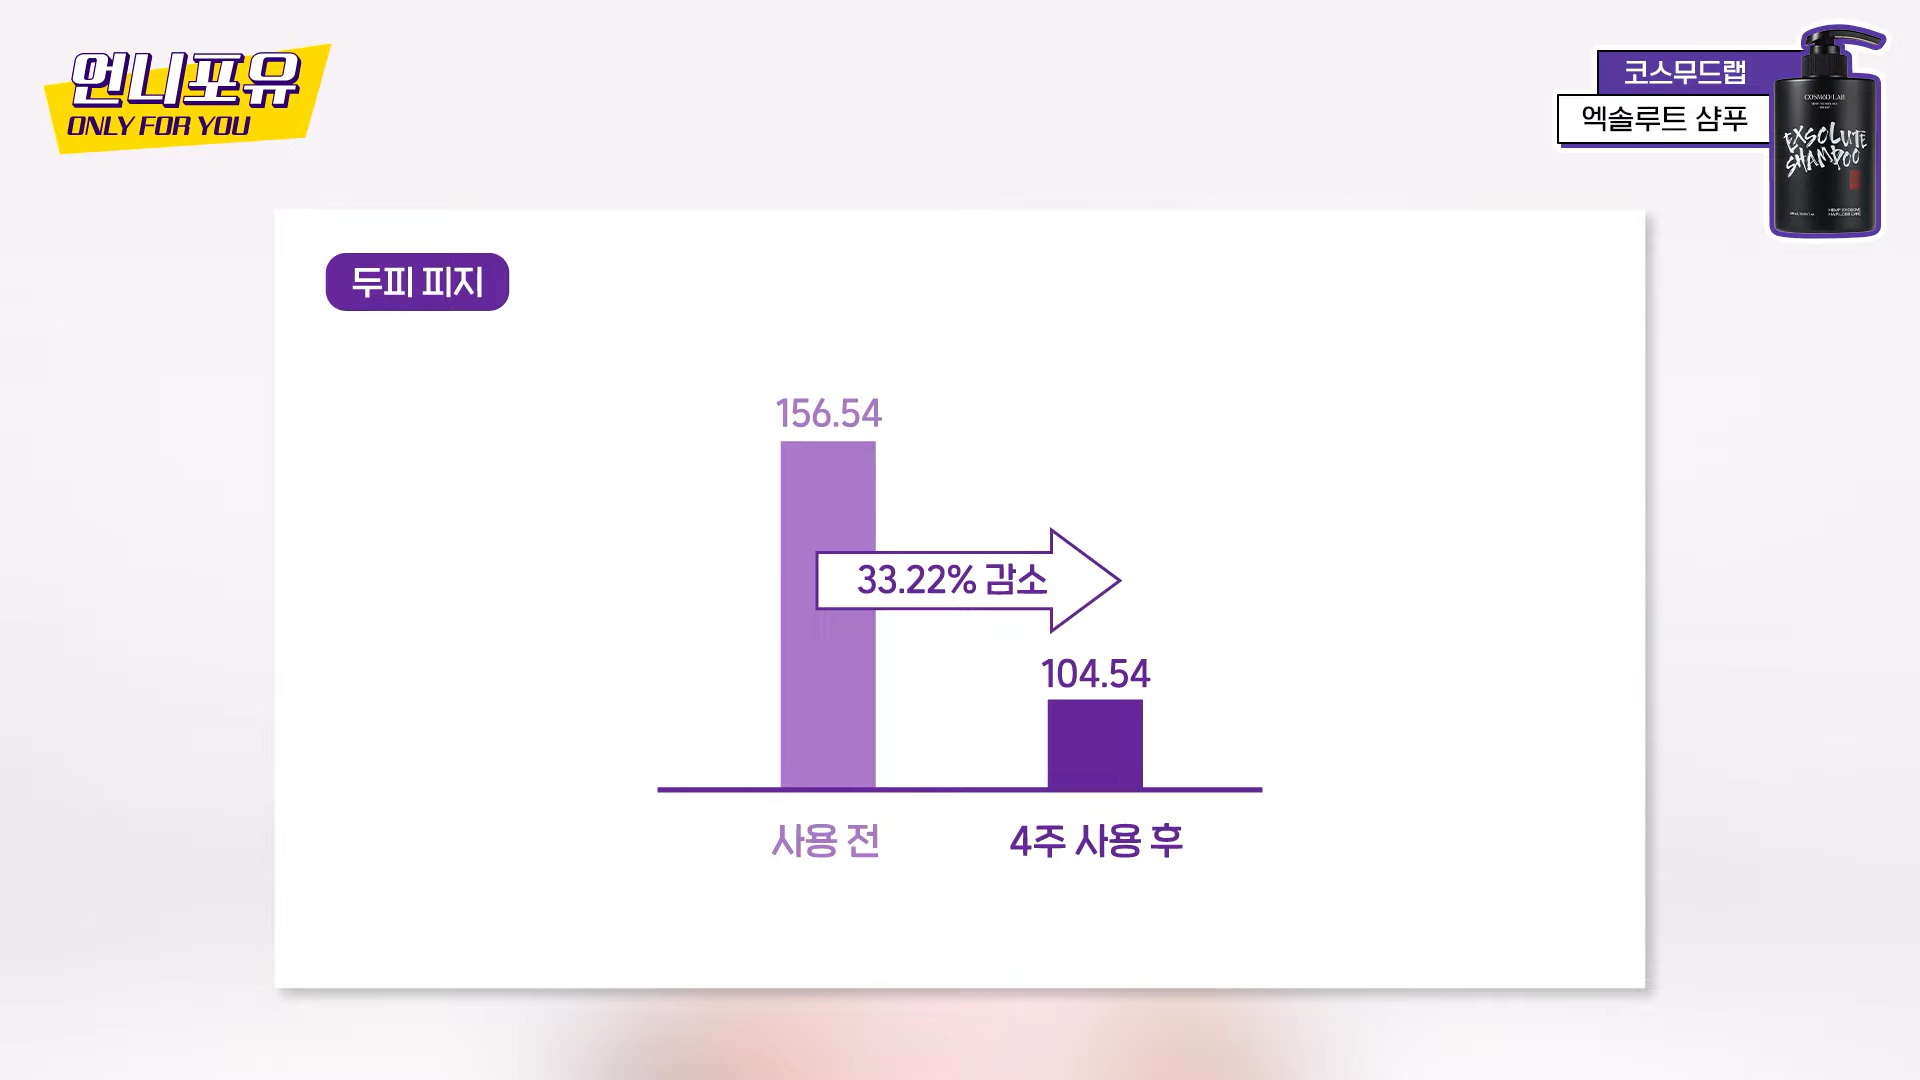 언니포유
ONLY FOR YOU
코스무드랩
엑솔루트 샴푸
COSMOD LAB
EXSOLUTE
SHAMPOO
두피 피지
156.54
33.22% 감소
104.54
사용 전
4주 사용 후